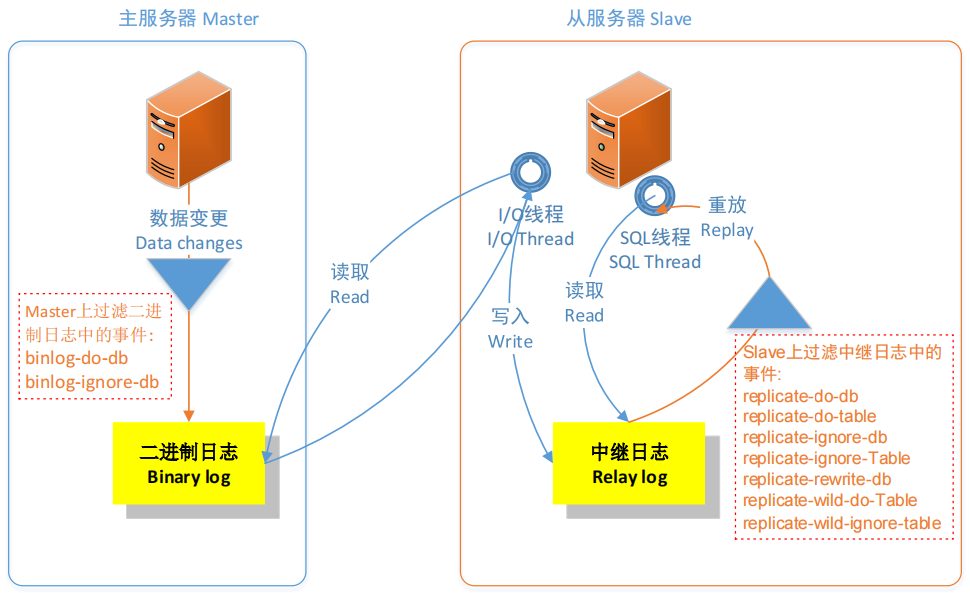 主服务器 Master
从服务器 Slave
数据变更
Data changes
Master上过滤二进
制日志中的事件:
binlog-do-db
binlog-ignore-db
二进制日志
Binary log
读取
Read
I/O线程
I/O Thread
写入
Write
SQL线程
SQL Thread
读取
Read
重放
Replay
中继日志
Relay log
Slave上过滤中继日志中的
事件:
replicate-do-db
replicate-do-table
replicate-ignore-db
replicate-ignore-Table
replicate-rewrite-db
replicate-wild-do-Table
replicate-wild-ignore-table